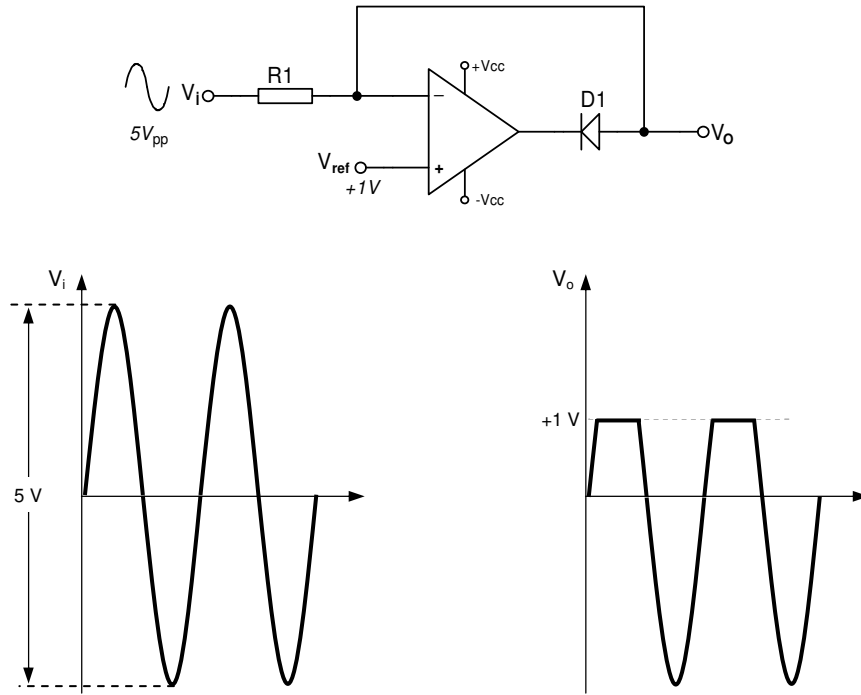 +Vcc
R1
D1
Vi
−
Vo
5Vpp
Vref
+
+1V
-Vcc
Vi
Vo
+1 V
5 V